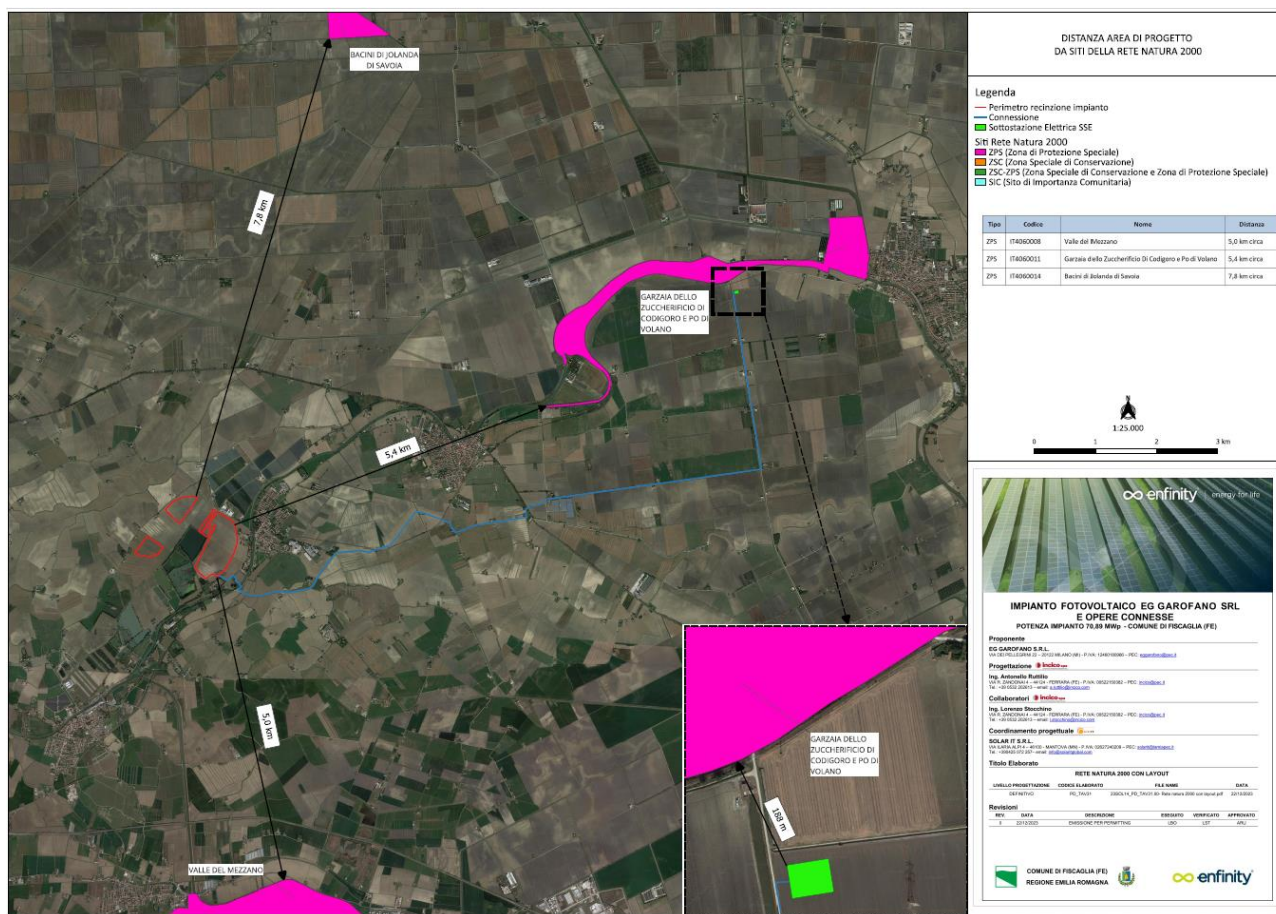 BACINI DI JOLANDA
DI SAVOIA
7,8 km
GARZAIA DELLO
ZUCCHERIFICIO DI
CODIGORO E PO DI
VOLANO
5,4 km
5,0 km
VALLE DEL MEZZANO
GARZAIA DELLO
ZUCCHERIFICIO DI
CODIGORO E PO DI
VOLANO
188 m
DISTANZA AREA DI PROGETTO
DA SITI DELLA RETE NATURA 2000
Legenda
Perimetro recinzione impianto
Connessione
Sottostazione Elettrica SSE
Siti Rete Natura 2000
ZPS (Zona di Protezione Speciale)
ZSC (Zona Speciale di Conservazione)
ZSC-ZPS (Zona Speciale di Conservazione e Zona di Protezione Speciale)
SIC (Sito di Importanza Comunitaria)
Tipo Codice Nome Distanza
ZPS IT4060008 Valle del Mezzano 5,0 km circa
ZPS IT4060011 Garzaia dello Zuccherificio Di Codigoro e Po di Volano 5,4 km circa
ZPS IT4060014 Bacini di Jolanda di Savoia 7,8 km circa
N
1:25.000
0 1 2 3 km
enfinity energy for life
IMPIANTO FOTOVOLTAICO EG GAROFANO SRL
E OPERE CONNESSE
POTENZA IMPIANTO 70,89 MWp - COMUNE DI FISCAGLIA (FE)
Proponente
EG GAROFANO S.R.L.
Progettazione incico
Ing. Antonello Ruttilio
Collaboratori incico
Ing. Lorenzo Stocchino
Coordinamento progettuale
SOLAR IT S.R.L.
Titolo Elaborato
RETE NATURA 2000 CON LAYOUT
LIVELLO PROGETTAZIONE CODICE ELABORATO FILE NAME DATA
DEFINITIVO PD_TAV31
Revisioni
REV. DATA DESCRIZIONE ESEGUITO VERIFICATO APPROVATO
EMISSIONE PER PERMITTING
COMUNE DI FISCAGLIA (FE)
REGIONE EMILIA ROMAGNA
enfinity